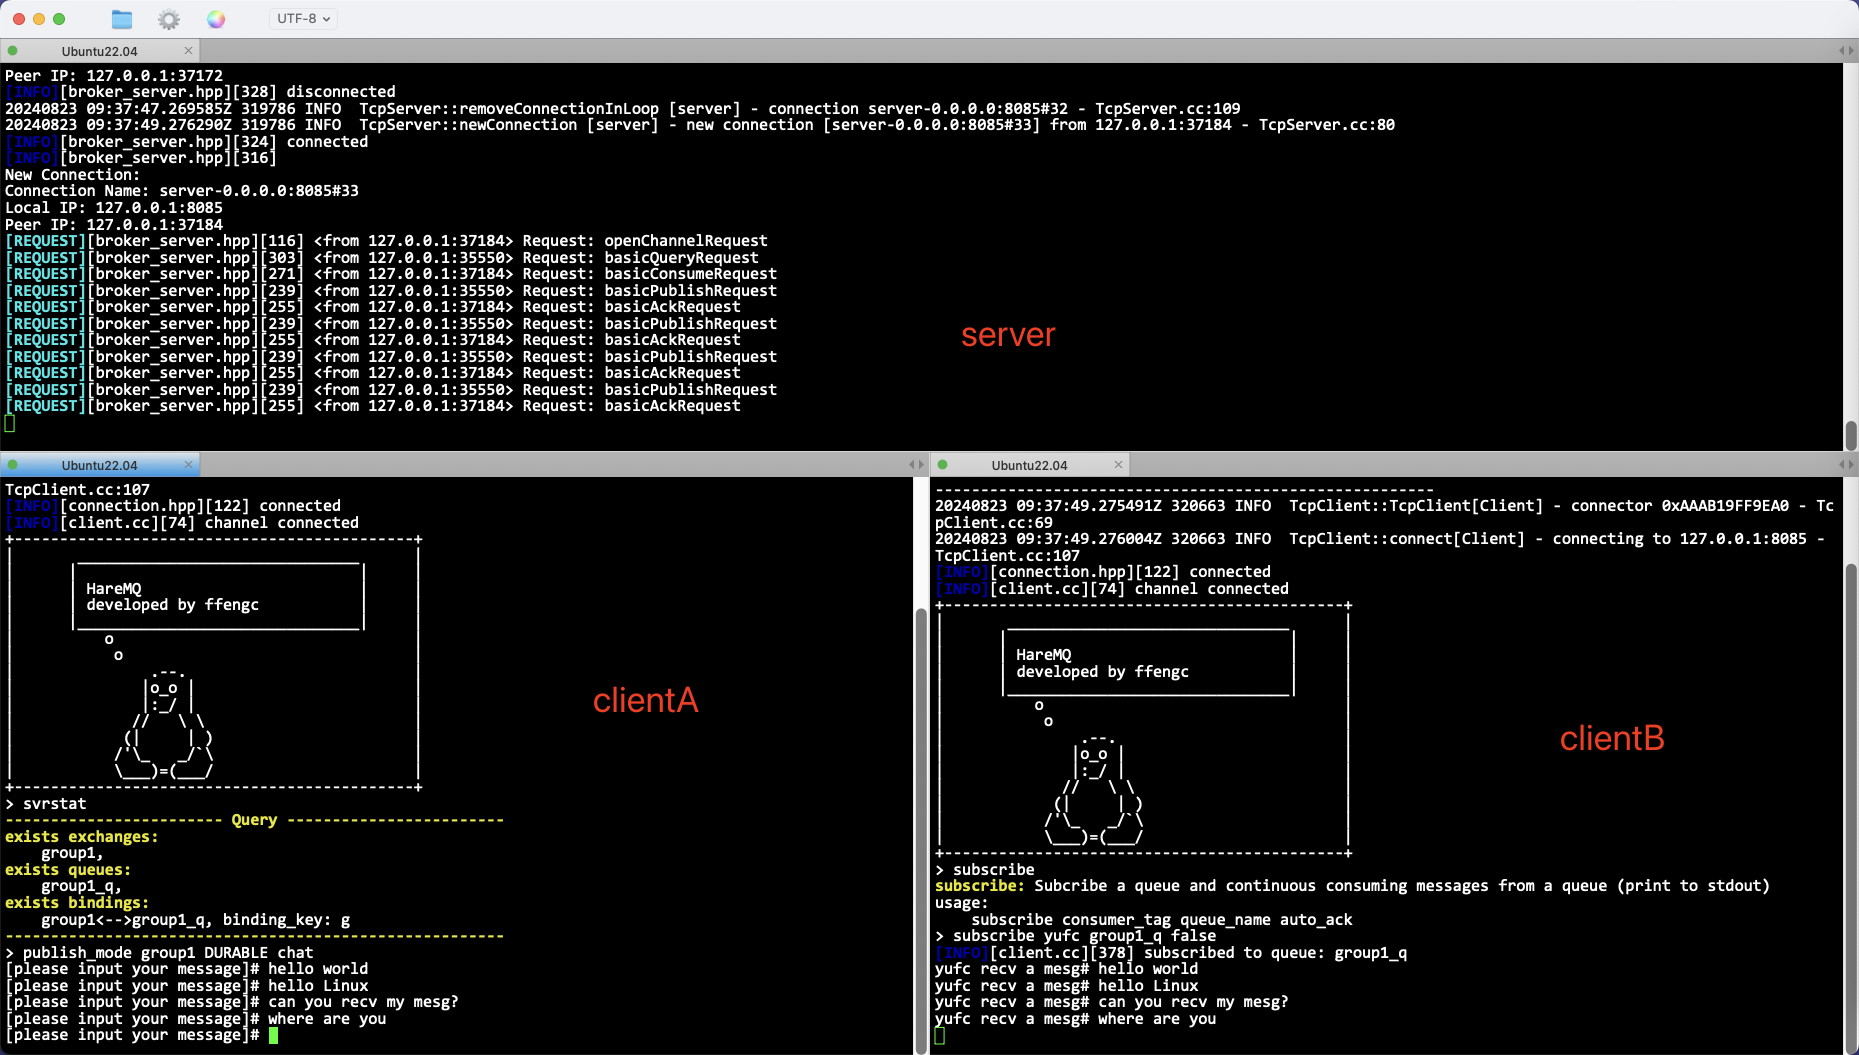 UTF-8
Ubuntu22.04
Peer IP: 127.0.0.1:37172
[INFO][broker_server.hpp][328] disconnected
20240823 09:37:47.269585Z 319786 INFO  TcpServer::removeConnectionInLoop [server] - connection server-0.0.0.0:8085#32 - TcpServer.cc:109
20240823 09:37:49.276290Z 319786 INFO  TcpServer::newConnection [server] - new connection [server-0.0.0.0:8085#33] from 127.0.0.1:37184 - TcpServer.cc:80
[INFO][broker_server.hpp][324] connected
[INFO][broker_server.hpp][316]
New Connection:
Connection Name: server-0.0.0.0:8085#33
Local IP: 127.0.0.1:8085
Peer IP: 127.0.0.1:37184
[REQUEST][broker_server.hpp][116] <from 127.0.0.1:37184> Request: openChannelRequest
[REQUEST][broker_server.hpp][303] <from 127.0.0.1:35550> Request: basicQueryRequest
[REQUEST][broker_server.hpp][271] <from 127.0.0.1:37184> Request: basicConsumeRequest
[REQUEST][broker_server.hpp][239] <from 127.0.0.1:35550> Request: basicPublishRequest
[REQUEST][broker_server.hpp][255] <from 127.0.0.1:37184> Request: basicAckRequest
[REQUEST][broker_server.hpp][239] <from 127.0.0.1:35550> Request: basicPublishRequest
[REQUEST][broker_server.hpp][255] <from 127.0.0.1:37184> Request: basicAckRequest
[REQUEST][broker_server.hpp][239] <from 127.0.0.1:35550> Request: basicPublishRequest
[REQUEST][broker_server.hpp][255] <from 127.0.0.1:37184> Request: basicAckRequest
[REQUEST][broker_server.hpp][239] <from 127.0.0.1:35550> Request: basicPublishRequest
[REQUEST][broker_server.hpp][255] <from 127.0.0.1:37184> Request: basicAckRequest
server
Ubuntu22.04
TcpClient.cc:107
[INFO][connection.hpp][122] connected
[INFO][client.cc][74] channel connected
HareMQ
developed by ffengc
clientA
> svrstat
------------------------ Query ------------------------
exists exchanges:
group1,
exists queues:
group1_q,
exists bindings:
group1<-->group1_q, binding_key: g
> publish_mode group1 DURABLE chat
[please input your message]# hello world
[please input your message]# hello Linux
[please input your message]# can you recv my mesg?
[please input your message]# where are you
[please input your message]#
Ubuntu22.04
20240823 09:37:49.275491Z 320663 INFO  TcpClient::TcpClient[Client] - connector 0xAAAB19FF9EA0 - Tc
pClient.cc:69
20240823 09:37:49.276004Z 320663 INFO  TcpClient::connect[Client] - connecting to 127.0.0.1:8085 -
TcpClient.cc:107
[INFO][connection.hpp][122] connected
[INFO][client.cc][74] channel connected
HareMQ
developed by ffengc
clientB
> subscribe
subscribe: Subcribe a queue and continuous consuming messages from a queue (print to stdout)
usage:
subscribe consumer_tag queue_name auto_ack
> subscribe yufc group1_q false
[INFO][client.cc][378] subscribed to queue: group1_q
yufc recv a mesg# hello world
yufc recv a mesg# hello Linux
yufc recv a mesg# can you recv my mesg?
yufc recv a mesg# where are you